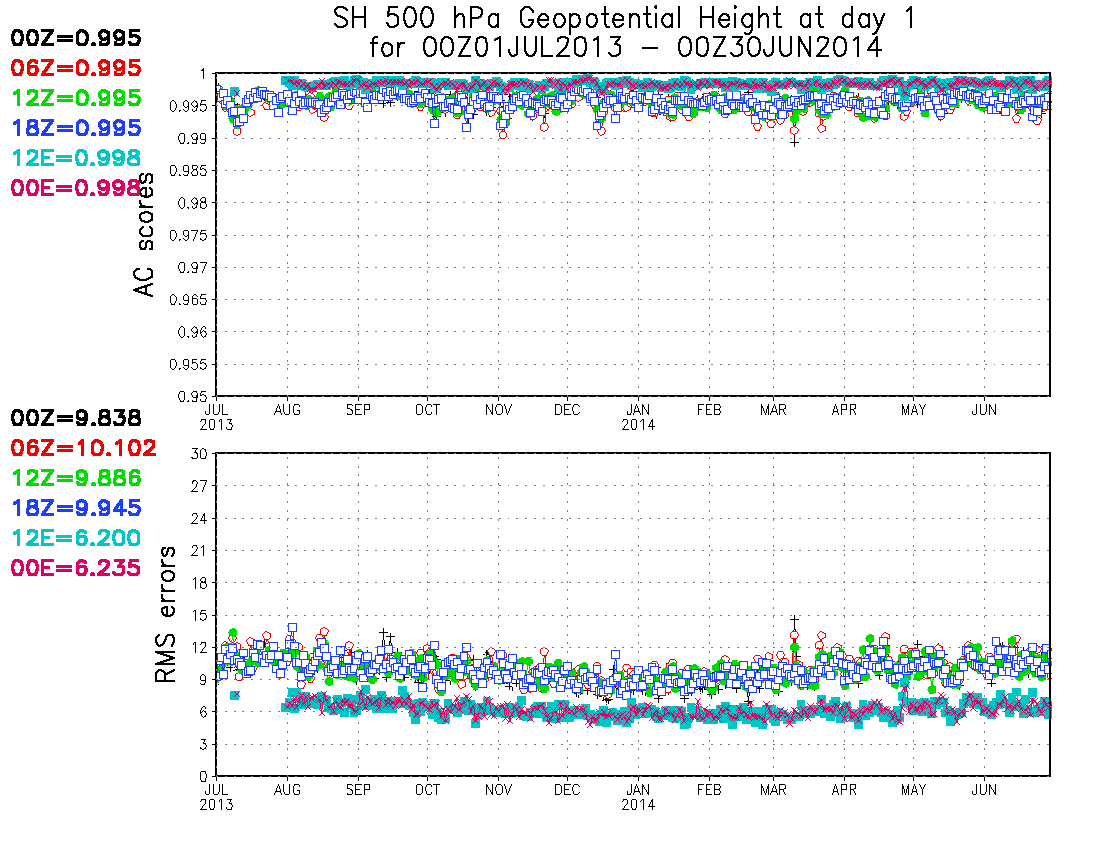 SH 500 hPa Geopotential Height at day 1
for 00Z01JUL2013 – 00Z30JUN2014
00Z=0.995
06Z=0.995
12Z=0.995
18Z=0.995
12E=0.998
00E=0.998
AC scores
1
0.995
0.99
0.985
0.98
0.975
0.97
0.965
0.96
0.955
0.95
JUL AUG SEP OCT NOV DEC JAN FEB MAR APR MAY JUN
2013 2014
00Z=9.838
06Z=10.102
12Z=9.886
18Z=9.945
12E=6.200
00E=6.235
RMS errors
30
27
24
21
18
15
12
9
6
3
0
JUL AUG SEP OCT NOV DEC JAN FEB MAR APR MAY JUN
2013 2014